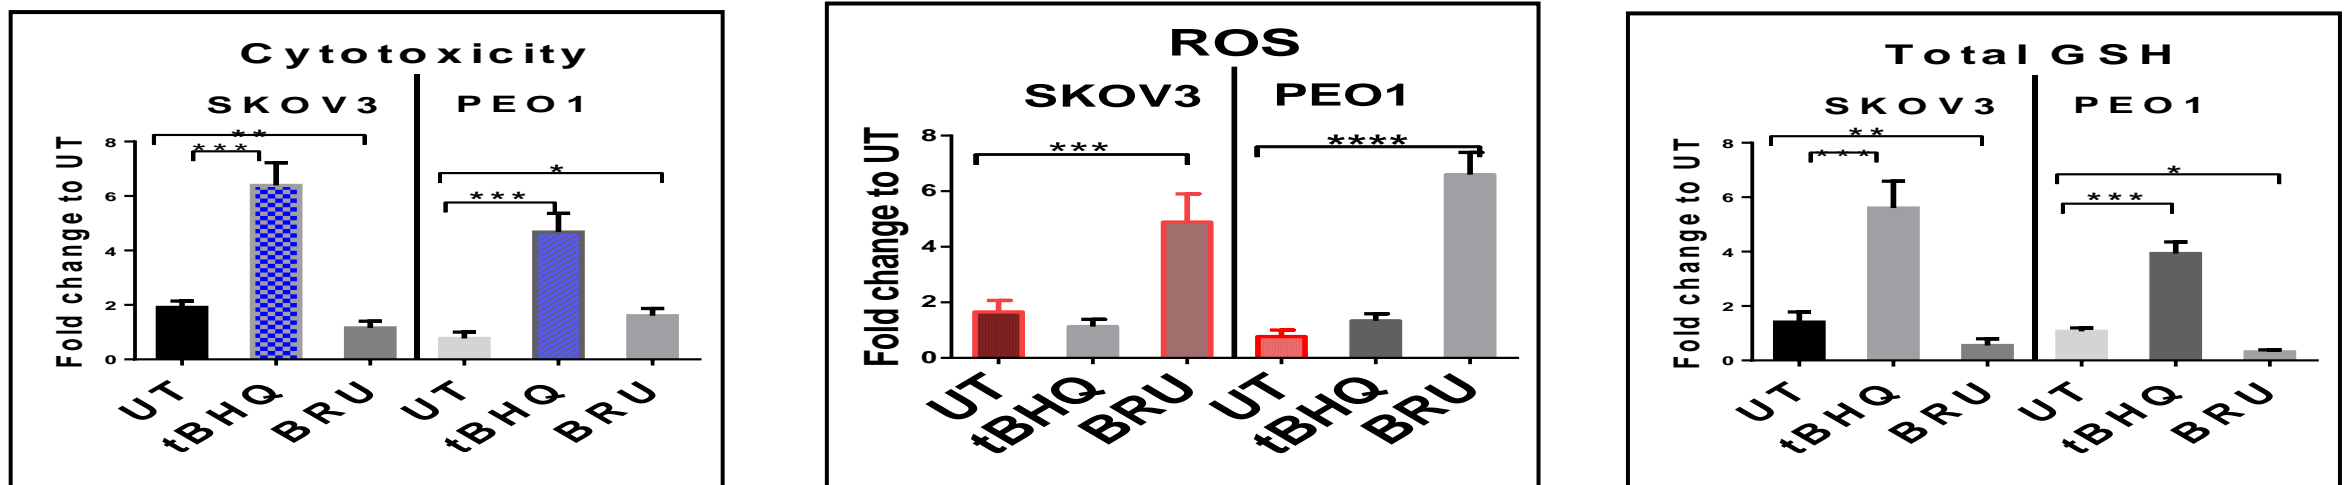 Cytotoxicity
SKOV3 PEO1
** 
***
*
***
Fold change to UT
8
6
4
2
0
UT tBHQ BRU UT tBHQ BRU
ROS
SKOV3 PEO1
*** ****
Fold change to UT
8
6
4
2
0
UT tBHQ BRU UT tBHQ BRU
Total GSH
SKOV3 PEO1
**
***
*
***
Fold change to UT
8
6
4
2
0
UT tBHQ BRU UT tBHQ BRU